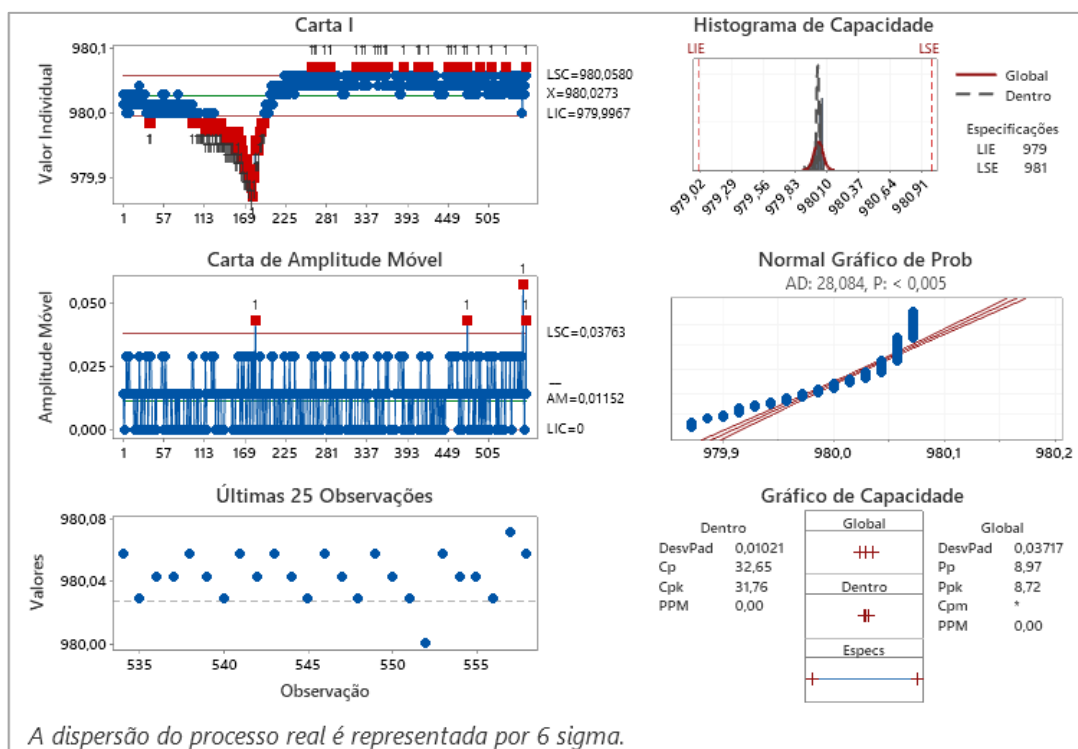 Carta I
Valor Individual
980,1
980,0
979,9
LSC=980,0580
X=980,0273
LIC=979,9967
1 57 113 169 225 281 337 393 449 505
Histograma de Capacidade
LIE LSE
Global
Dentro
Especificações
LIE 979
LSE 981
979,02 979,29 979,56 979,83 980,10 980,37 980,64 980,91
Carta de Amplitude Móvel
Amplitude Móvel
0,050
0,025
0,000
1 1 1 1
LSC=0,03763
AM=0,01152
LIC=0
1 57 113 169 225 281 337 393 449 505
Normal Gráfico de Prob
AD: 28,084, P: < 0,005
979,9 980,0 980,1 980,2
Últimas 25 Observações
Valores
980,08
980,04
980,00
535 540 545 550 555
Observação
Gráfico de Capacidade
Dentro
DesvPad 0,01021
Cp 32,65
Cpk 31,76
PPM 0,00
Global
Dentro
Especs
Global
DesvPad 0,03717
Pp 8,97
Ppk 8,72
Cpm *
PPM 0,00
A dispersão do processo real é representada por 6 sigma.